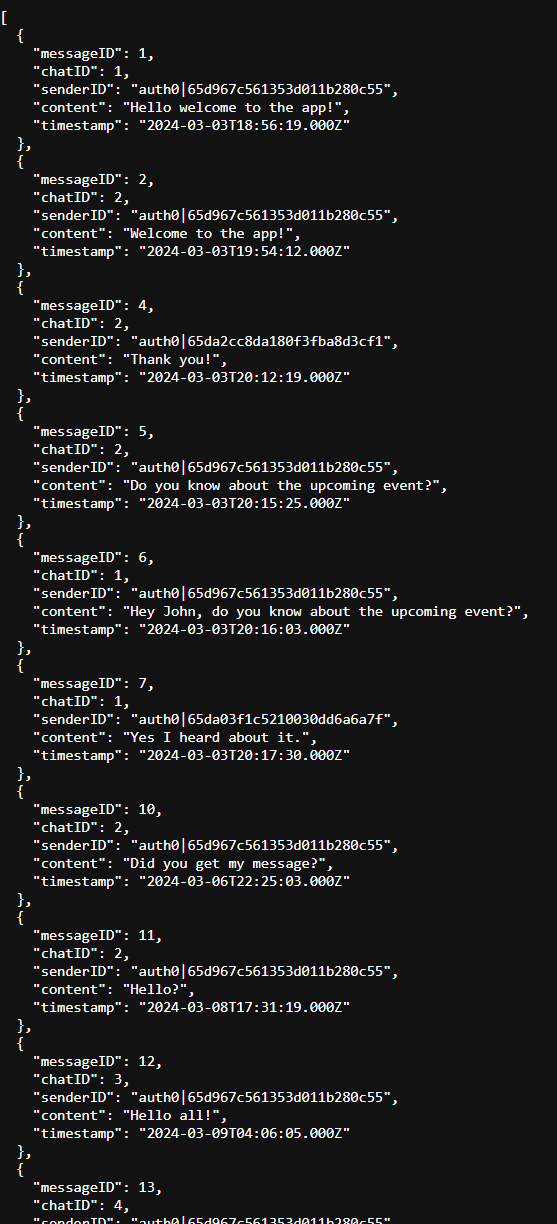 [
  {
    "messageID": 1,
    "chatID": 1,
    "senderID": "auth0|65d967c561353d011b280c55",
    "content": "Hello welcome to the app!",
    "timestamp": "2024-03-03T18:56:19.000Z"
  },
  {
    "messageID": 2,
    "chatID": 2,
    "senderID": "auth0|65d967c561353d011b280c55",
    "content": "Welcome to the app!",
    "timestamp": "2024-03-03T19:54:12.000Z"
  },
  {
    "messageID": 4,
    "chatID": 2,
    "senderID": "auth0|65da2cc8da180f3fba8d3cf1",
    "content": "Thank you!",
    "timestamp": "2024-03-03T20:12:19.000Z"
  },
  {
    "messageID": 5,
    "chatID": 2,
    "senderID": "auth0|65d967c561353d011b280c55",
    "content": "Do you know about the upcoming event?",
    "timestamp": "2024-03-03T20:15:25.000Z"
  },
  {
    "messageID": 6,
    "chatID": 1,
    "senderID": "auth0|65d967c561353d011b280c55",
    "content": "Hey John, do you know about the upcoming event?",
    "timestamp": "2024-03-03T20:16:03.000Z"
  },
  {
    "messageID": 7,
    "chatID": 1,
    "senderID": "auth0|65da03f1c5210030dd6a6a7f",
    "content": "Yes I heard about it.",
    "timestamp": "2024-03-03T20:17:30.000Z"
  },
  {
    "messageID": 10,
    "chatID": 2,
    "senderID": "auth0|65d967c561353d011b280c55",
    "content": "Did you get my message?",
    "timestamp": "2024-03-06T22:25:03.000Z"
  },
  {
    "messageID": 11,
    "chatID": 2,
    "senderID": "auth0|65d967c561353d011b280c55",
    "content": "Hello?",
    "timestamp": "2024-03-08T17:31:19.000Z"
  },
  {
    "messageID": 12,
    "chatID": 3,
    "senderID": "auth0|65d967c561353d011b280c55",
    "content": "Hello all!",
    "timestamp": "2024-03-09T04:06:05.000Z"
  },
  {
    "messageID": 13,
    "chatID": 4,
    "senderID": "auth0|65d967c561353d011b280c55",